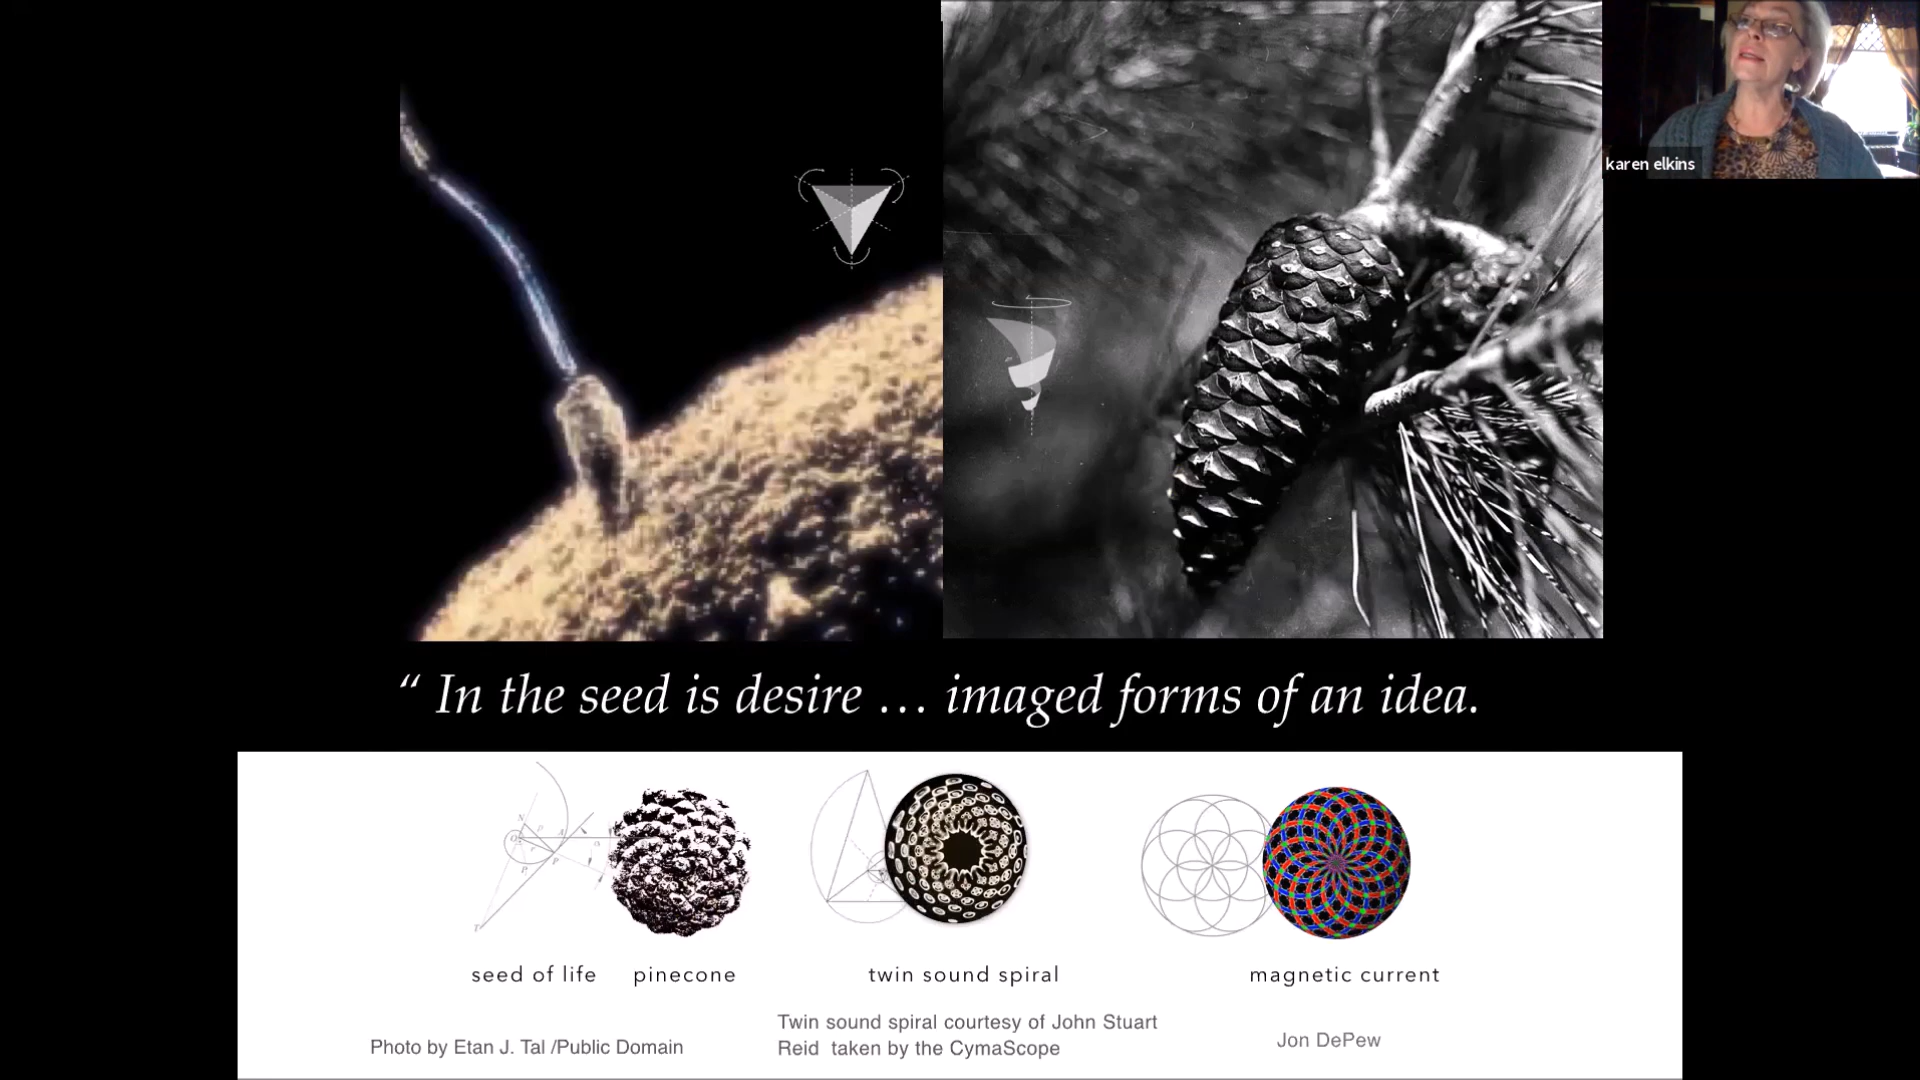 karen elkins
“ In the seed is desire … imaged forms of an idea.
seed of life
pinecone
twin sound spiral
magnetic current
Photo by Etan J. Tal /Public Domain
Twin sound spiral courtesy of John Stuart
Reid taken by the CymaScope
Jon DePew